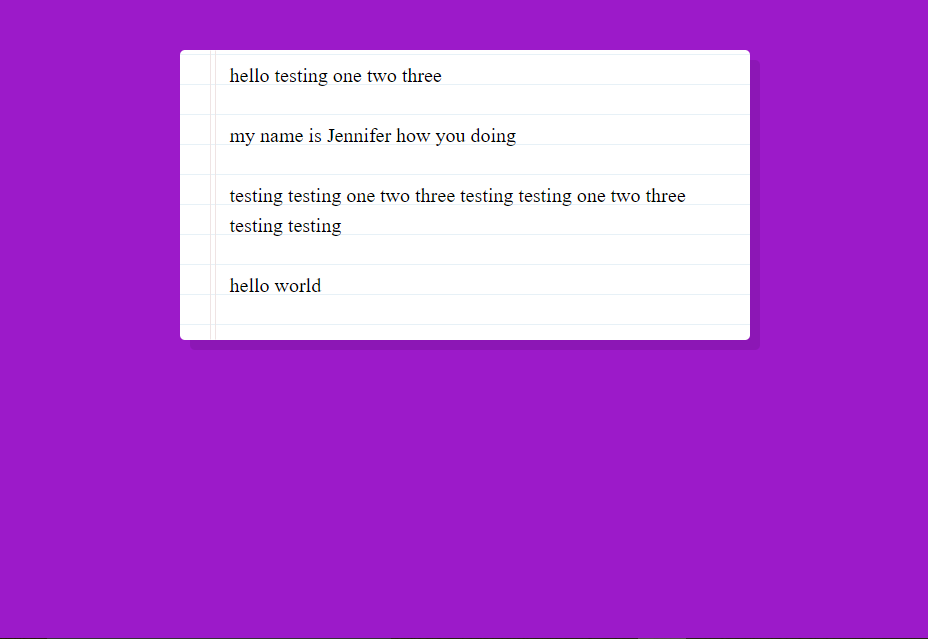 hello testing one two three
my name is Jennifer how you doing
testing testing one two three testing testing one two three
testing testing
hello world